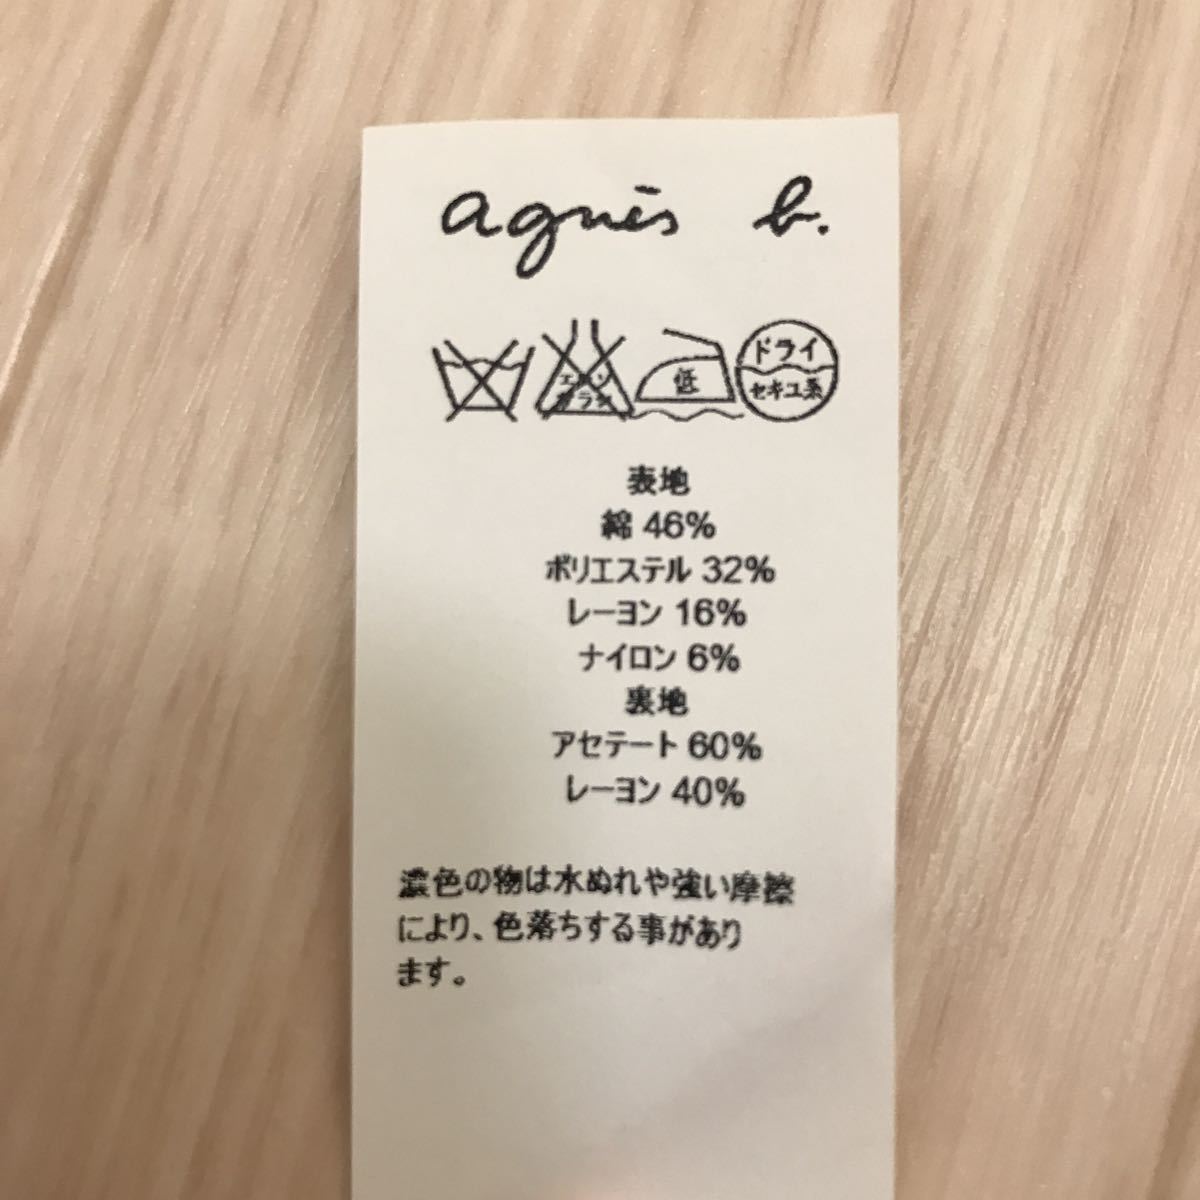 agnès b.
エンソ
サラシ
低
ドライ
セキユ系
表地
綿 46%
ポリエステル 32%
レーヨン 16%
ナイロン 6%
裏地
アセテート 60%
レーヨン 40%
濃色の物は水ぬれや強い摩擦
により、色落ちする事があり
ます。